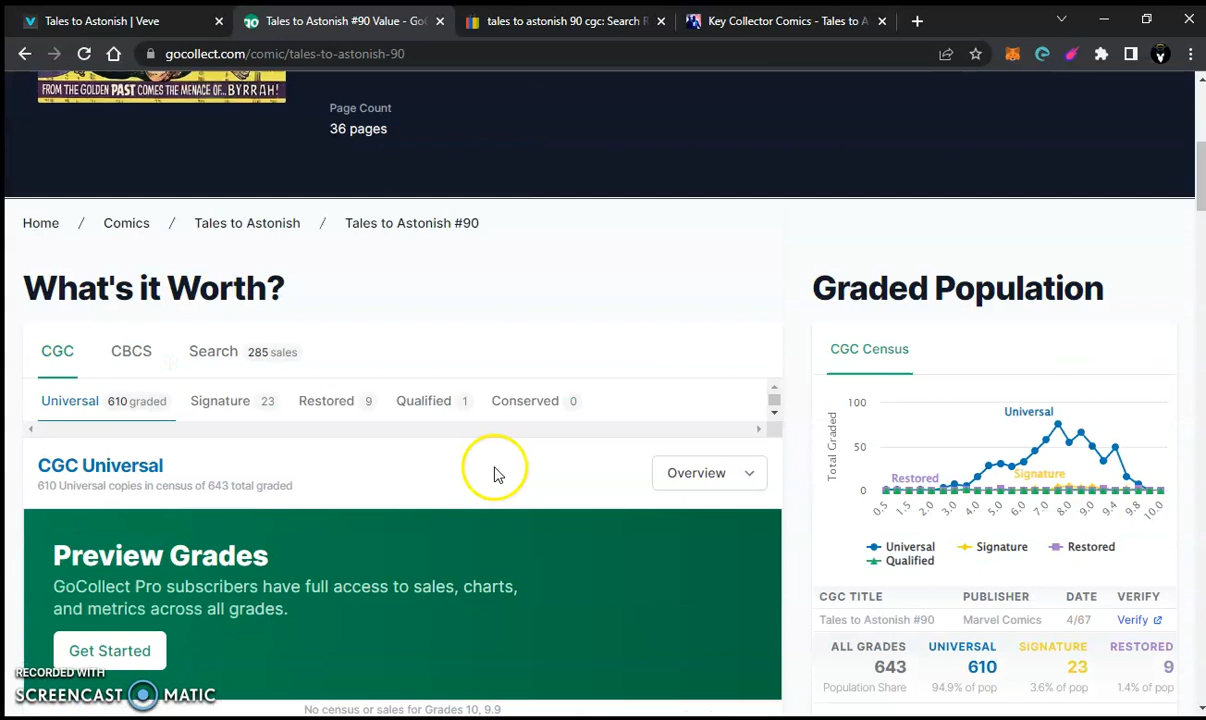 Tales to Astonish | Veve
Tales to Astonish #90 Value - Go
tales to astonish 90 cgc: Search R
Key Collector Comics - Tales to A
gocollect.com/comic/tales-to-astonish-90
FROM THE GOLDEN PAST COMES THE MENACE OF... BYRRAH!
Page Count
36 pages
Home / Comics / Tales to Astonish / Tales to Astonish #90
What's it Worth?
CGC CBCS Search 285 sales
Universal 610 graded Signature 23 Restored 9 Qualified 1 Conserved 0
CGC Universal
610 Universal copies in census of 643 total graded
Overview
Preview Grades
GoCollect Pro subscribers have full access to sales, charts,
and metrics across all grades.
Get Started
No census or sales for Grades 10, 9.9
Graded Population
CGC Census
Total Graded
100
50
0
Universal
Signature
Restored
0.5 1.5 2.0 3.0 4.0 5.0 6.0 7.0 8.0 9.0 9.4 9.8 10.0
Universal Signature Restored
Qualified
CGC TITLE PUBLISHER DATE VERIFY
Tales to Astonish #90 Marvel Comics 4/67 Verify
ALL GRADES UNIVERSAL SIGNATURE RESTORED
643 610 23 9
Population Share 94.9% of pop 3.6% of pop 1.4% of pop
RECORDED WITH
SCREENCAST MATIC